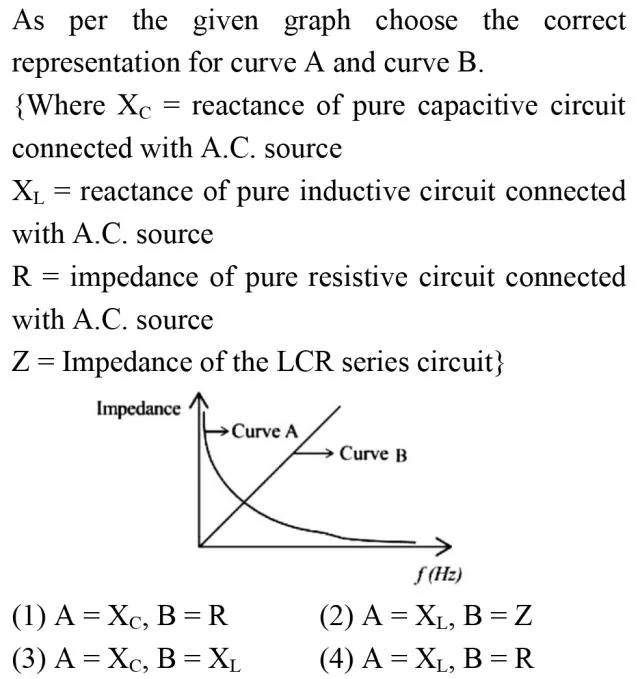 As per the given graph choose the correct
representation for curve A and curve B.
{Where X_C = reactance of pure capacitive circuit
connected with A.C. source
X_L = reactance of pure inductive circuit connected
with A.C. source
R = impedance of pure resistive circuit connected
with A.C. source
Z = Impedance of the LCR series circuit}
Impedance
Curve A
Curve B
f (Hz)
(1) A = X_C, B = R (2) A = X_L, B = Z
(3) A = X_C, B = X_L (4) A = X_L, B = R